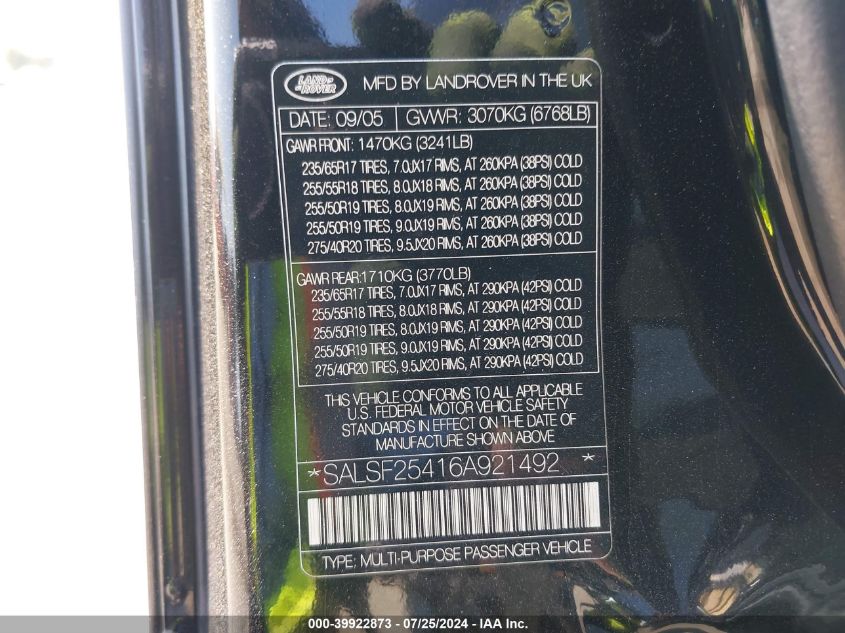 LAND ROVER MFD BY LANDROVER IN THE UK
DATE: 09/05 GVWR: 3070KG (6768LB)
GAWR FRONT: 1470KG (3241LB)
235/65R17 TIRES, 7.0JX17 RIMS, AT 260KPA (38PSI) COLD
255/55R18 TIRES, 8.0JX18 RIMS, AT 260KPA (38PSI) COLD
255/50R19 TIRES, 8.0JX19 RIMS, AT 260KPA (38PSI) COLD
255/50R19 TIRES, 9.0JX19 RIMS, AT 260KPA (38PSI) COLD
275/40R20 TIRES, 9.5JX20 RIMS, AT 260KPA (38PSI) COLD
GAWR REAR:1710KG (3770LB)
235/65R17 TIRES, 7.0JX17 RIMS, AT 290KPA (42PSI) COLD
255/55R18 TIRES, 8.0JX18 RIMS, AT 290KPA (42PSI) COLD
255/50R19 TIRES, 8.0JX19 RIMS, AT 290KPA (42PSI) COLD
255/50R19 TIRES, 9.0JX19 RIMS, AT 290KPA (42PSI) COLD
275/40R20 TIRES, 9.5JX20 RIMS, AT 290KPA (42PSI) COLD
THIS VEHICLE CONFORMS TO ALL APPLICABLE
U.S. FEDERAL MOTOR VEHICLE SAFETY
STANDARDS IN EFFECT ON THE DATE OF
MANUFACTURE SHOWN ABOVE
*SALSF25416A921492 *
TYPE: MULTI-PURPOSE PASSENGER VEHICLE
000-39922873 - 07/25/2024 - IAA Inc.